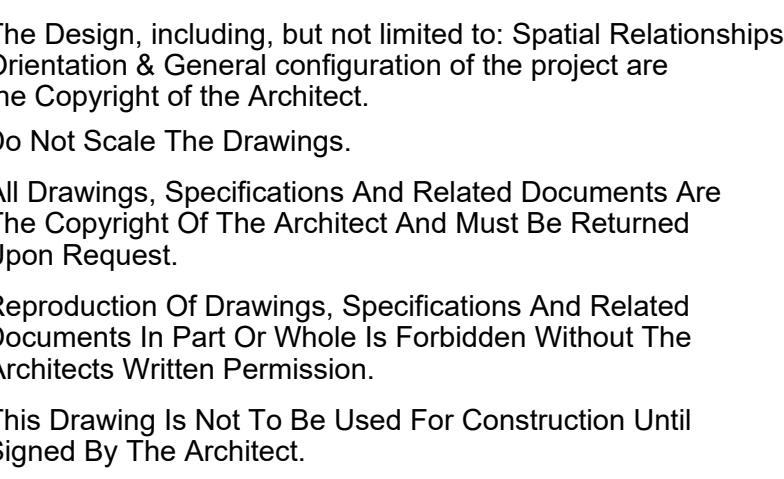 The Design, including, but not limited to: Spatial Relationships
Orientation & General configuration of the project are
the Copyright of the Architect.
Do Not Scale The Drawings.
All Drawings, Specifications And Related Documents Are
The Copyright Of The Architect And Must Be Returned
Upon Request.
Reproduction Of Drawings, Specifications And Related
Documents In Part Or Whole Is Forbidden Without The
Architects Written Permission.
This Drawing Is Not To Be Used For Construction Until
Signed By The Architect.